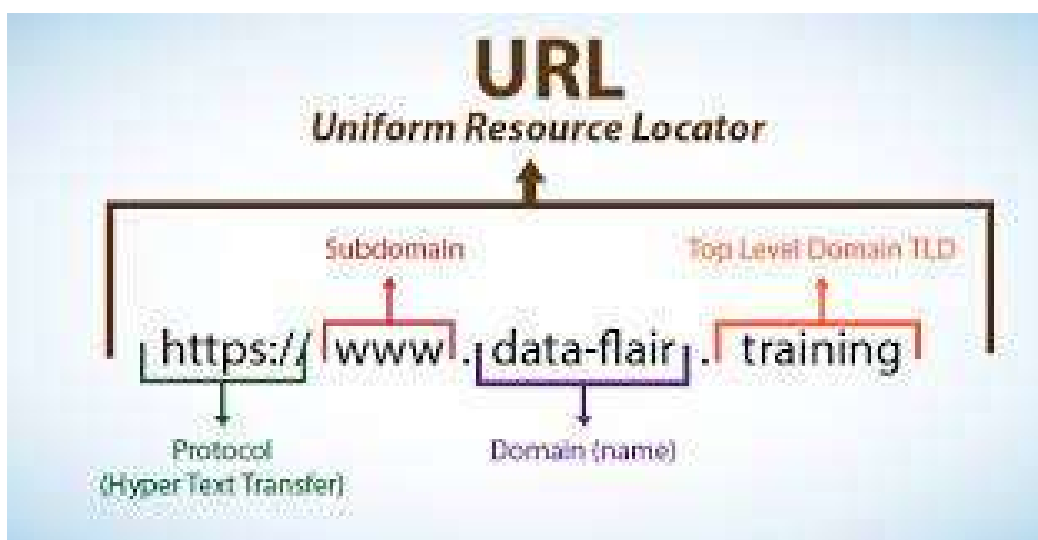 URL
Uniform Resource Locator
Subdomain
Top Level Domain TLD
https://www.data-flair.training
Protocol
(Hyper Text Transfer)
Domain (name)